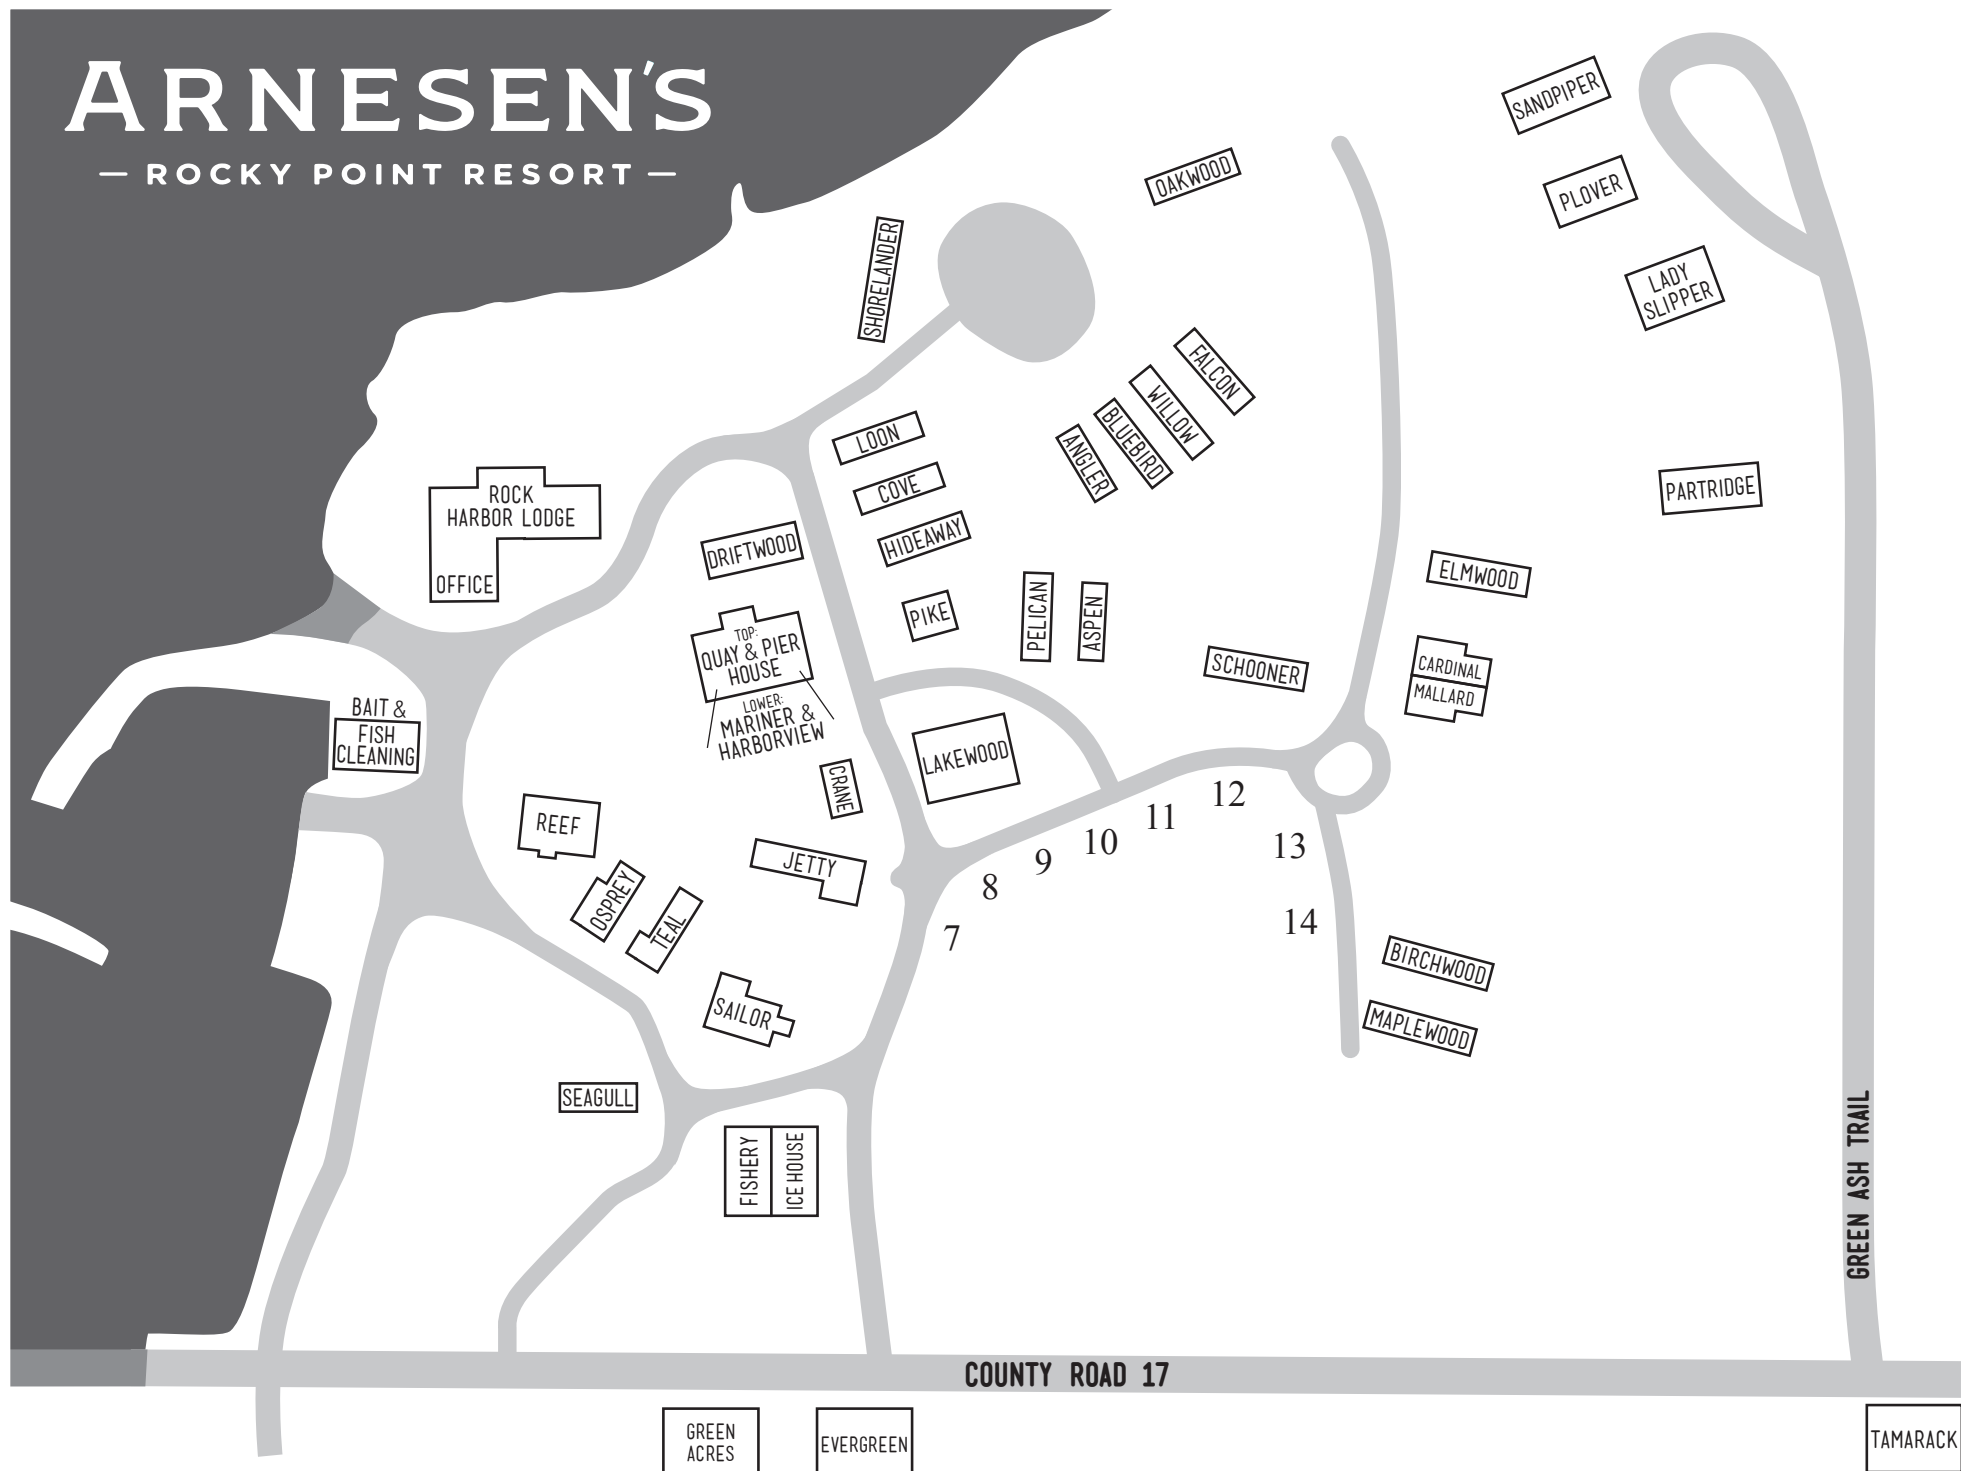 ARNESEN'S
— ROCKY POINT RESORT —
SANDPIPER
PLOVER
LADY
SLIPPER
OAKWOOD
SHORELANDER
FALCON
WILLOW
BLUEBIRD
ANGLER
LOON
COVE
HIDEAWAY
PIKE
PELICAN
ASPEN
PARTRIDGE
ELMWOOD
CARDINAL
MALLARD
SCHOONER
ROCK
HARBOR LODGE
OFFICE
DRIFTWOOD
TOP:
QUAY & PIER
HOUSE
LOWER:
MARINER &
HARBORVIEW
BAIT &
FISH
CLEANING
LAKEWOOD
CRANE
REEF
JETTY
OSPREY
TEAL
SAILOR
7
8
9
10
11
12
13
14
BIRCHWOOD
MAPLEWOOD
SEAGULL
FISHERY
ICE HOUSE
GREEN ASH TRAIL
COUNTY ROAD 17
GREEN
ACRES
EVERGREEN
TAMARACK